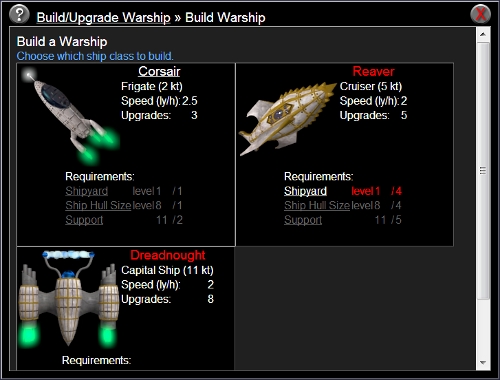 ? Build/Upgrade Warship » Build Warship X
Build a Warship
Choose which ship class to build.
Corsair
Frigate (2 kt)
Speed (ly/h): 2.5
Upgrades: 3
Requirements:
Shipyard level 1 / 1
Ship Hull Size level 8 / 1
Support 11 / 2
Reaver
Cruiser (5 kt)
Speed (ly/h): 2
Upgrades: 5
Requirements:
Shipyard level 1 / 4
Ship Hull Size level 8 / 4
Support 11 / 5
Dreadnought
Capital Ship (11 kt)
Speed (ly/h): 2
Upgrades: 8
Requirements: